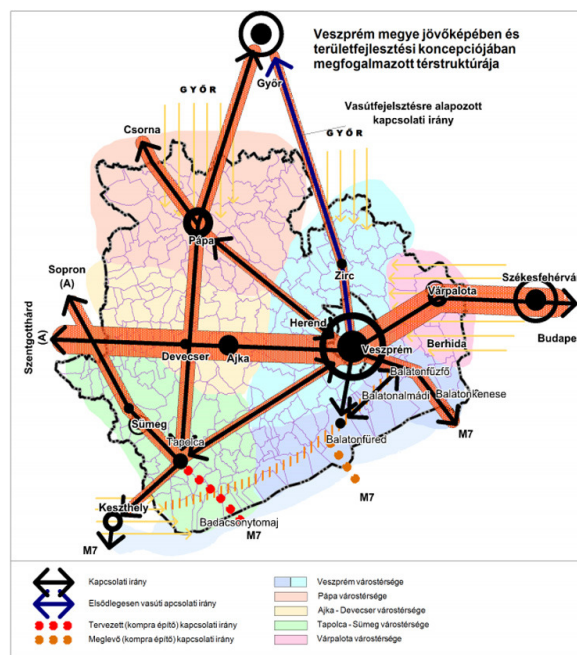 Veszprém megye jövőképében és
területfejlesztési koncepciójában
megfogalmazott térstruktúrája
Győr
GYŐR
Vasútfejelsztésre alapozott
kapcsolati irány
GYŐR
Csorna
Pápa
Sopron
(A)
Zirc
Várpalota
Székesfehérvá
Szentgotthárd
(A)
Herend
Budape
Devecser
Ajka
Veszprém
Berhida
Balatonfűzfő
Balatonalmádi
Balatonkenese
Sümeg
Tapolca
Balatonfüred
M7
Keszthely
M7
Badacsonytomaj
M7
M7
Kapcsolati irány
Elsődlegesen vasúti apcsolati irány
Tervezett (kompra építő) kapcsolati irány
Meglevő (kompra építő) kapcsolati irány
Veszprém várostérsége
Pápa várostérsége
Ajka - Devecser várostérsége
Tapolca - Sümeg várostérsége
Várpalota várostérsége